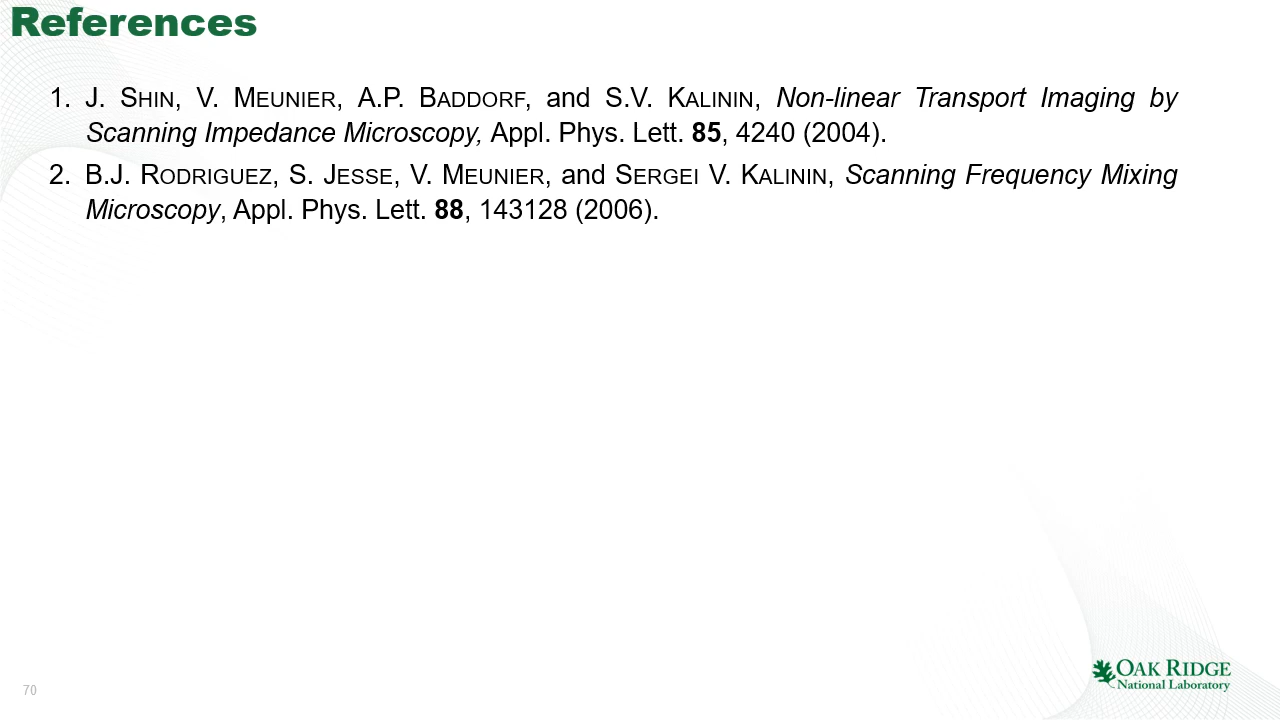 References
1. J. SHIN, V. MEUNIER, A.P. BADDORF, and S.V. KALININ, Non-linear Transport Imaging by
Scanning Impedance Microscopy, Appl. Phys. Lett. 85, 4240 (2004).
2. B.J. RODRIGUEZ, S. JESSE, V. MEUNIER, and SERGEI V. KALININ, Scanning Frequency Mixing
Microscopy, Appl. Phys. Lett. 88, 143128 (2006).
70
OAK RIDGE
National Laboratory